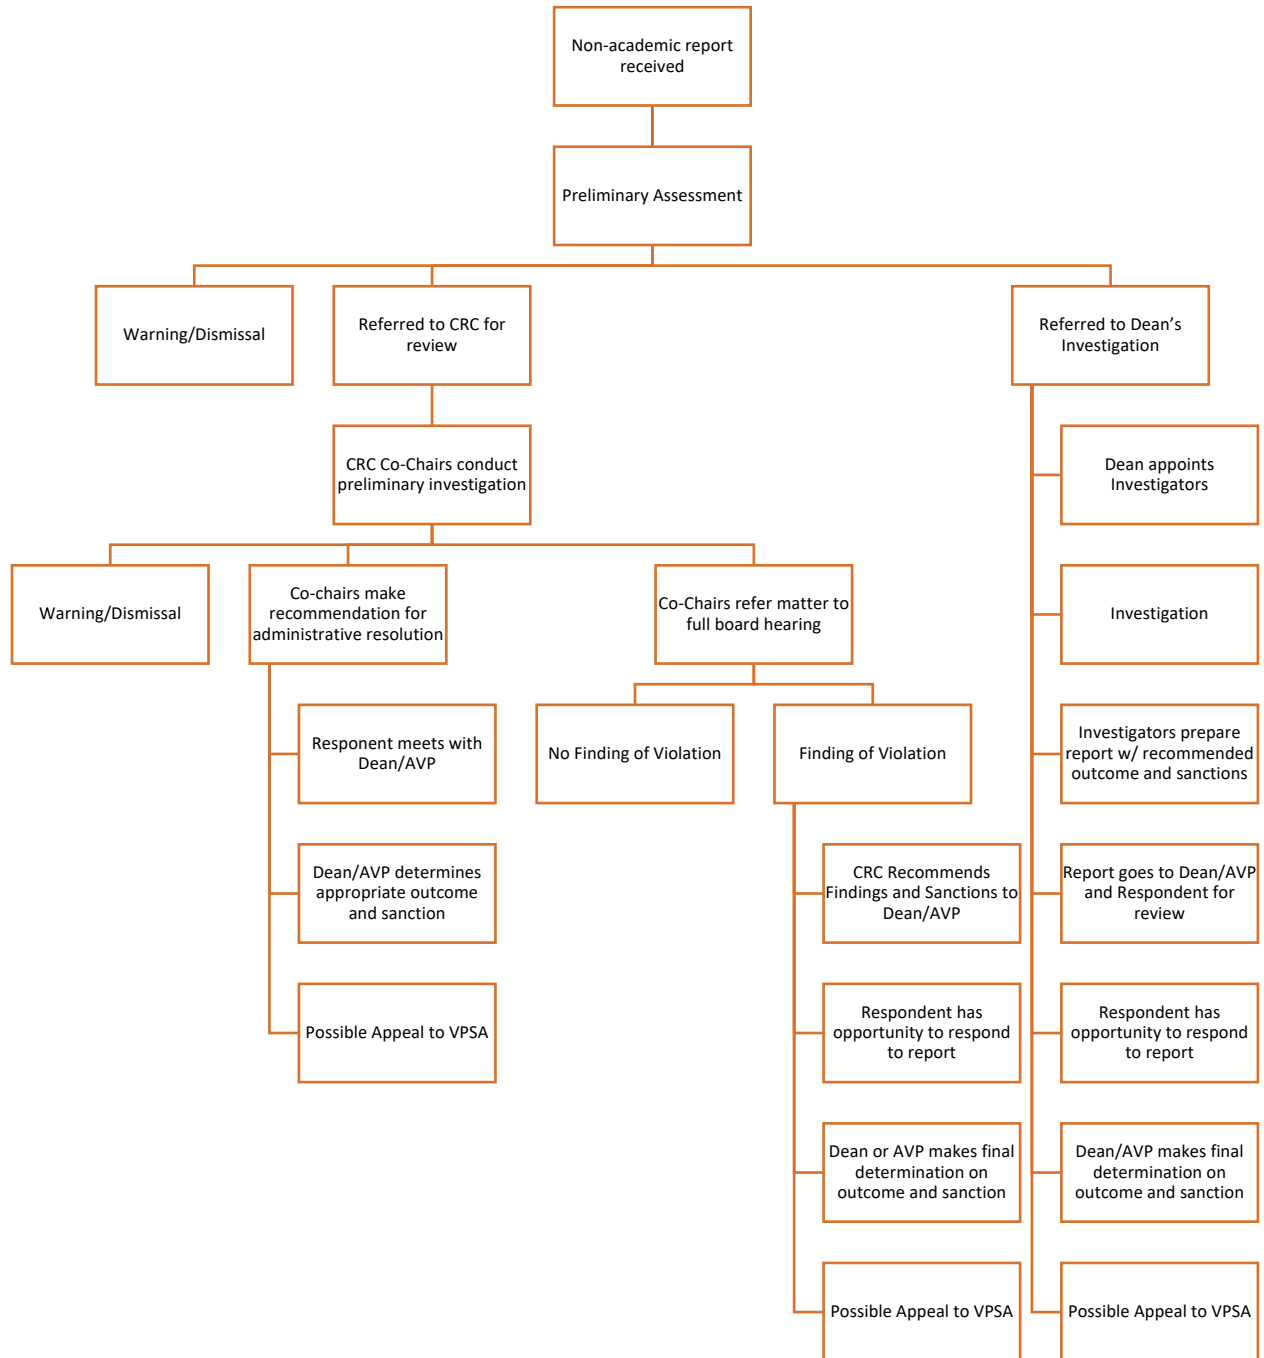 Non-academic report
received
Preliminary Assessment
Warning/Dismissal
Referred to CRC for
review
Referred to Dean’s
Investigation
CRC Co-Chairs conduct
preliminary investigation
Dean appoints
Investigators
Warning/Dismissal
Co-chairs make
recommendation for
administrative resolution
Co-Chairs refer matter to
full board hearing
Investigation
Responent meets with
Dean/AVP
No Finding of Violation
Finding of Violation
Investigators prepare
report w/ recommended
outcome and sanctions
Dean/AVP determines
appropriate outcome
and sanction
CRC Recommends
Findings and Sanctions to
Dean/AVP
Report goes to Dean/AVP
and Respondent for
review
Possible Appeal to VPSA
Respondent has
opportunity to respond
to report
Respondent has
opportunity to respond
to report
Dean or AVP makes final
determination on
outcome and sanction
Dean/AVP makes final
determination on
outcome and sanction
Possible Appeal to VPSA
Possible Appeal to VPSA